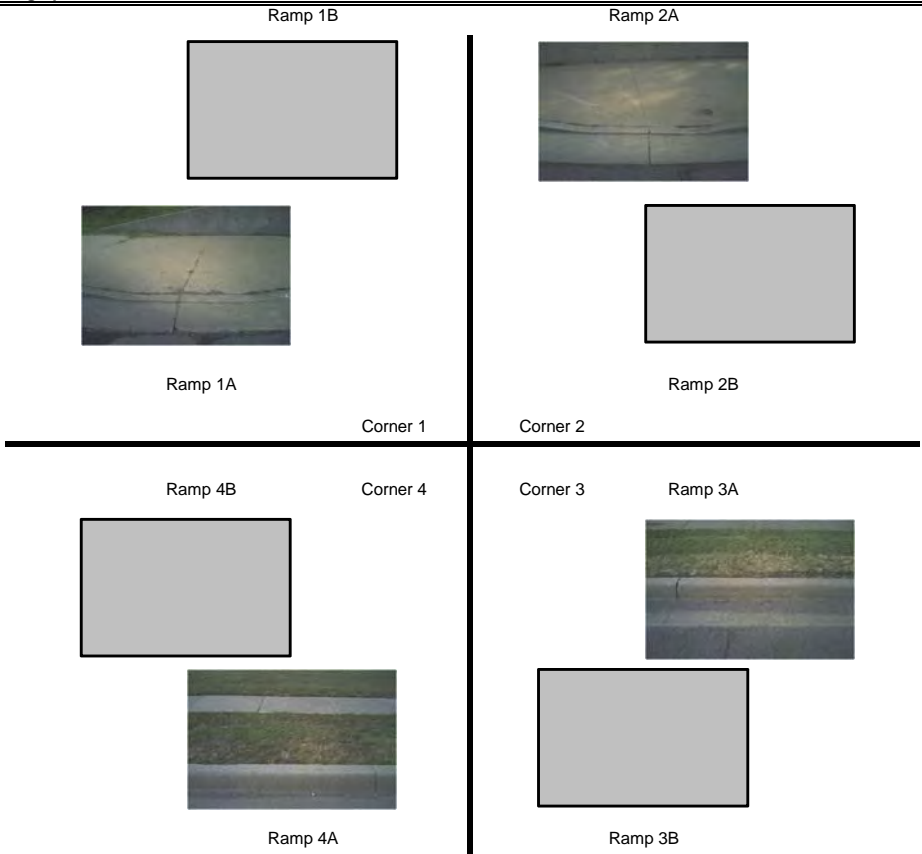 Ramp 1B
Ramp 2A
Ramp 1A
Ramp 2B
Corner 1
Corner 2
Ramp 4B
Corner 4
Corner 3
Ramp 3A
Ramp 4A
Ramp 3B